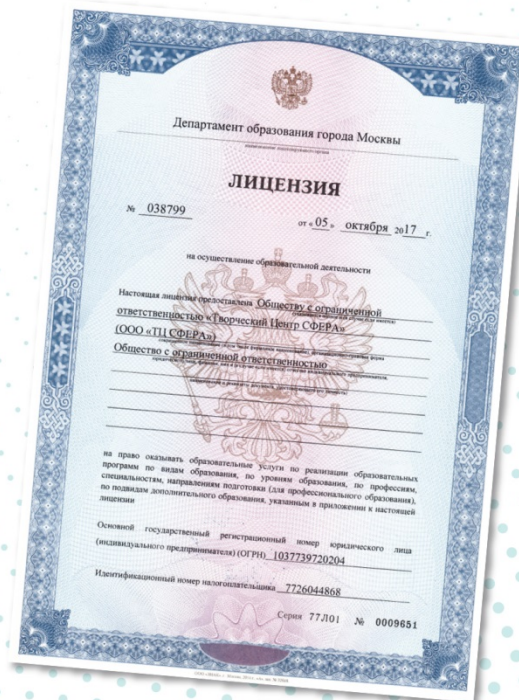 Департамент образования города Москвы
ЛИЦЕНЗИЯ
№ 038799
от « 05 » октября 2017 г.
на осуществление образовательной деятельности
Настоящая лицензия предоставлена Обществу с ограниченной
ответственностью «Творческий Центр СФЕРА»
(ООО «ТЦ СФЕРА»)
Общество с ограниченной ответственностью
на право оказывать образовательные услуги по реализации образовательных
программ по видам образования, по уровням образования, по профессиям,
специальностям, направлениям подготовки (для профессионального образования),
по подвидам дополнительного образования, указанным в приложении к настоящей
лицензии
Основной государственный регистрационный номер юридического лица
(индивидуального предпринимателя) (ОГРН) 1037739720204
Идентификационный номер налогоплательщика 7726044868
Серия 77Л01 № 0009651